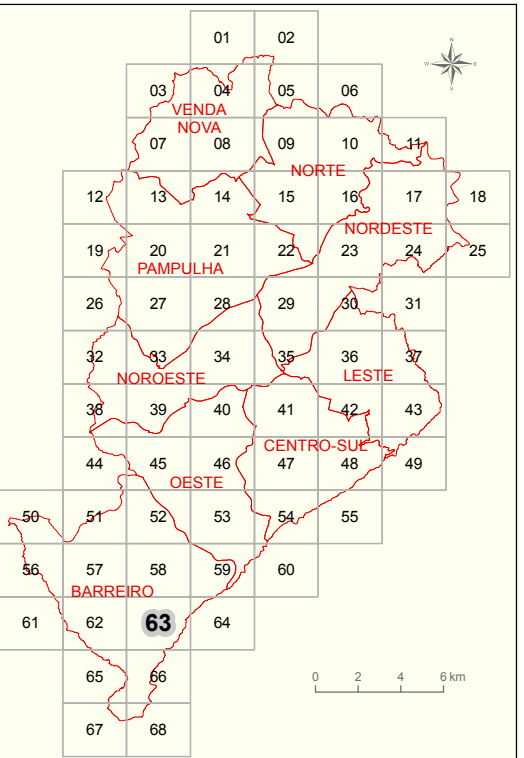 01 02
N
W E
S
03 04 05 06
VENDA
NOVA
07 08 09 10 11
NORTE
12 13 14 15 16 17 18
NORDESTE
19 20 21 22 23 24 25
PAMPULHA
26 27 28 29 30 31
32 33 34 35 36 37
NOROESTE LESTE
38 39 40 41 42 43
CENTRO-SUL
44 45 46 47 48 49
OESTE
50 51 52 53 54 55
56 57 58 59 60
BARREIRO
61 62 63 64
65 66
0 2 4 6 km
67 68